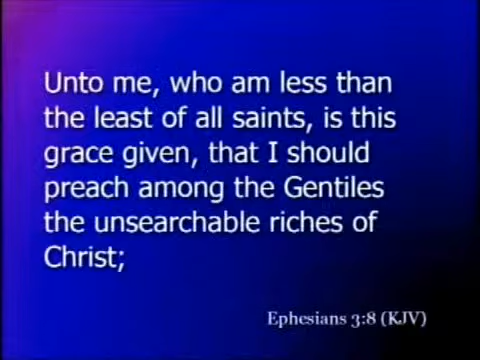 Unto me, who am less than
the least of all saints, is this
grace given, that I should
preach among the Gentiles
the unsearchable riches of
Christ;
Ephesians 3:8 (KJV)